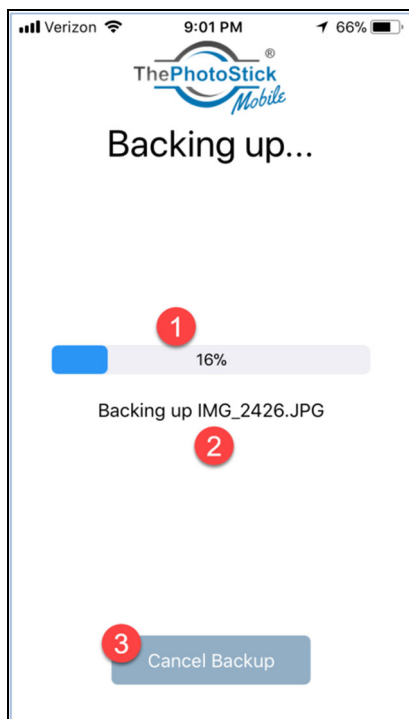 Verizon 9:01 PM 66%
ThePhotoStick®
Mobile
Backing up...
1
16%
Backing up IMG_2426.JPG
2
3
Cancel Backup